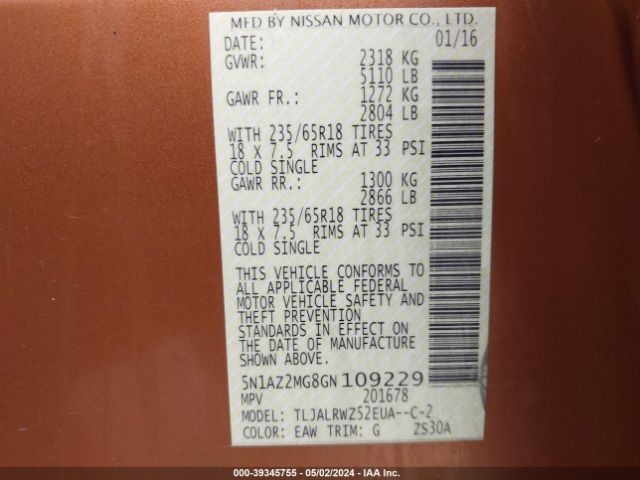 MFD BY NISSAN MOTOR CO., LTD.
DATE: 01/16
GVWR: 2318 KG
5110 LB
GAWR FR.: 1272 KG
2804 LB
WITH 235/65R18 TIRES
18 X 7.5 RIMS AT 33 PSI
COLD SINGLE
GAWR RR.: 1300 KG
2866 LB
WITH 235/65R18 TIRES
18 X 7.5 RIMS AT 33 PSI
COLD SINGLE
THIS VEHICLE CONFORMS TO
ALL APPLICABLE FEDERAL
MOTOR VEHICLE SAFETY AND
THEFT PREVENTION
STANDARDS IN EFFECT ON
THE DATE OF MANUFACTURE
SHOWN ABOVE.
5N1AZ2MG8GN109229
MPV 201678
MODEL: TLJALRWZ52EUA--C-2
COLOR: EAW TRIM: G ZS30A
000-39345755 - 05/02/2024 - IAA Inc.